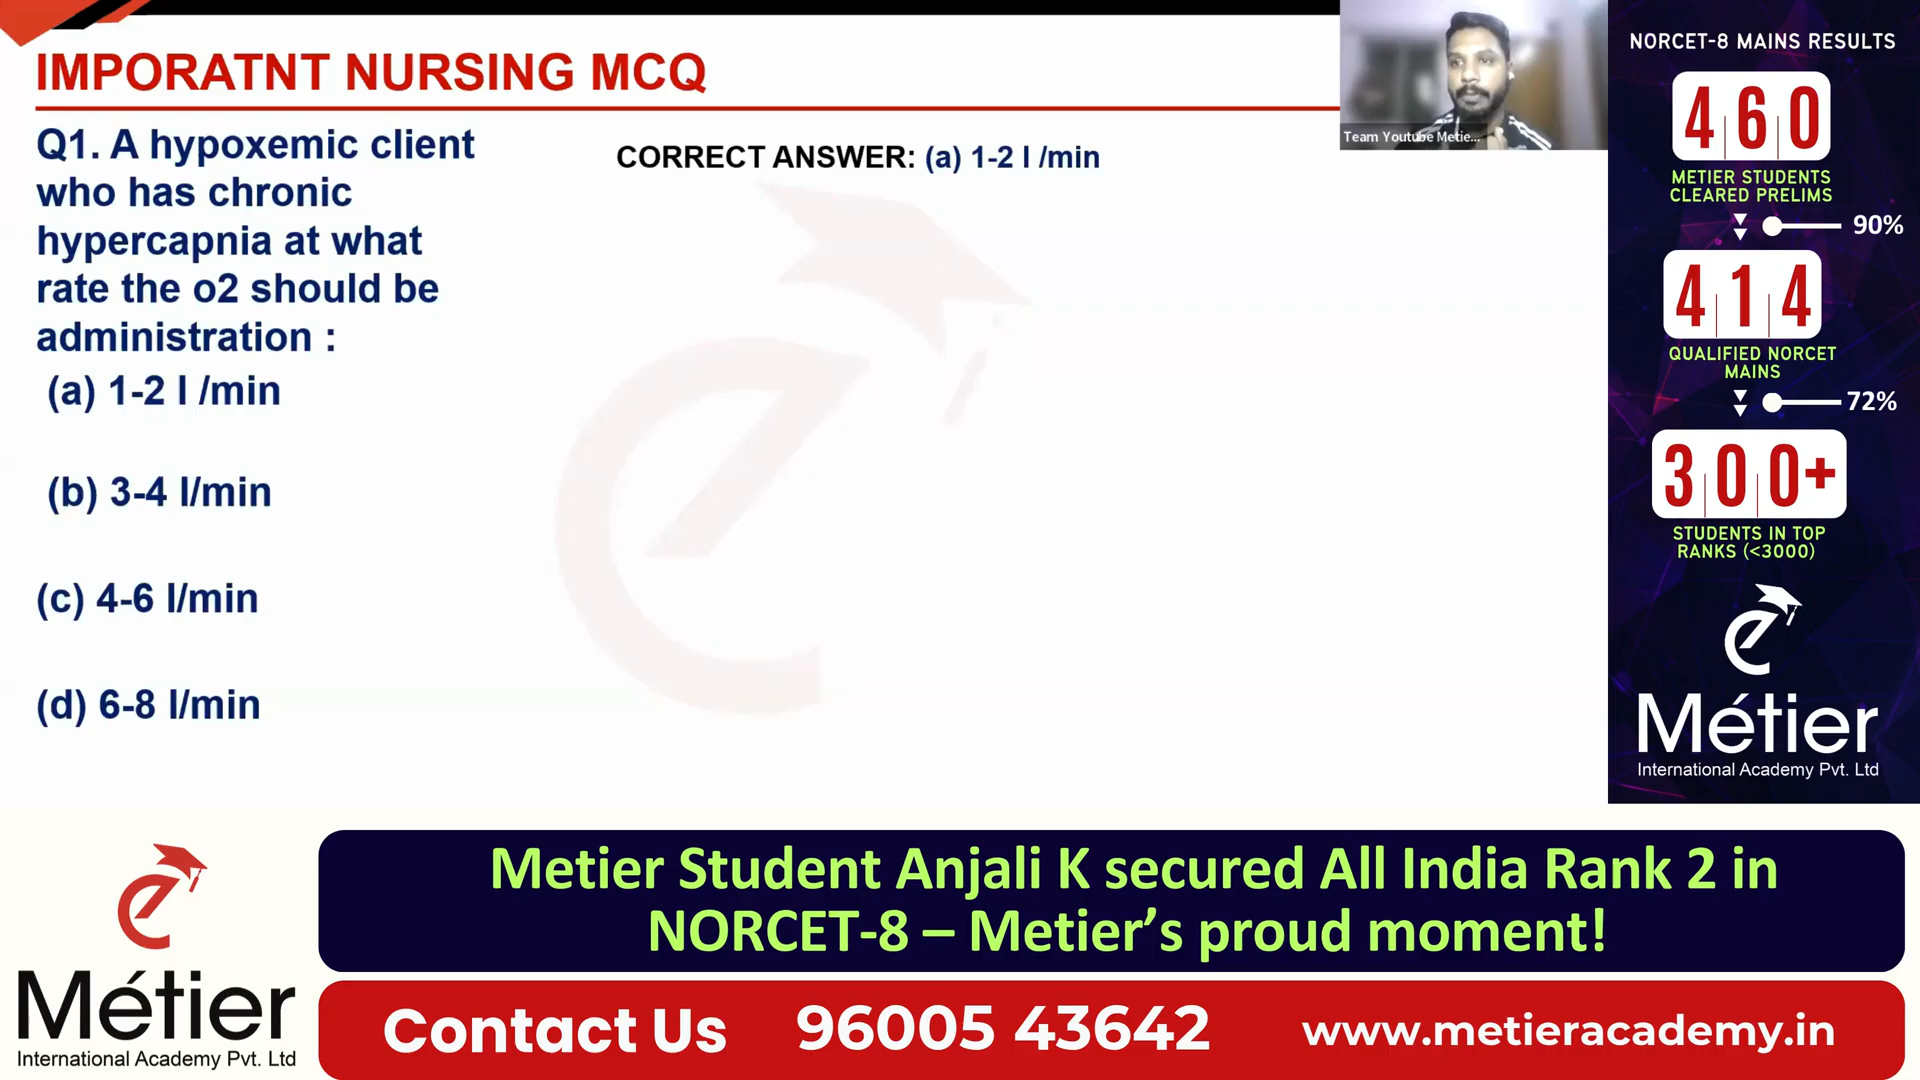 IMPORATNT NURSING MCQ
Q1. A hypoxemic client
who has chronic
hypercapnia at what
rate the o2 should be
administration :
(a) 1-2 l /min
(b) 3-4 l/min
(c) 4-6 l/min
(d) 6-8 l/min
CORRECT ANSWER: (a) 1-2 l /min
Team Youtube Metie...
NORCET-8 MAINS RESULTS
460
METIER STUDENTS
CLEARED PRELIMS
90%
414
QUALIFIED NORCET
MAINS
72%
300+
STUDENTS IN TOP
RANKS (<3000)
Métier
International Academy Pvt. Ltd
Métier
International Academy Pvt. Ltd
Metier Student Anjali K secured All India Rank 2 in
NORCET-8 – Metier’s proud moment!
Contact Us 96005 43642 www.metieracademy.in